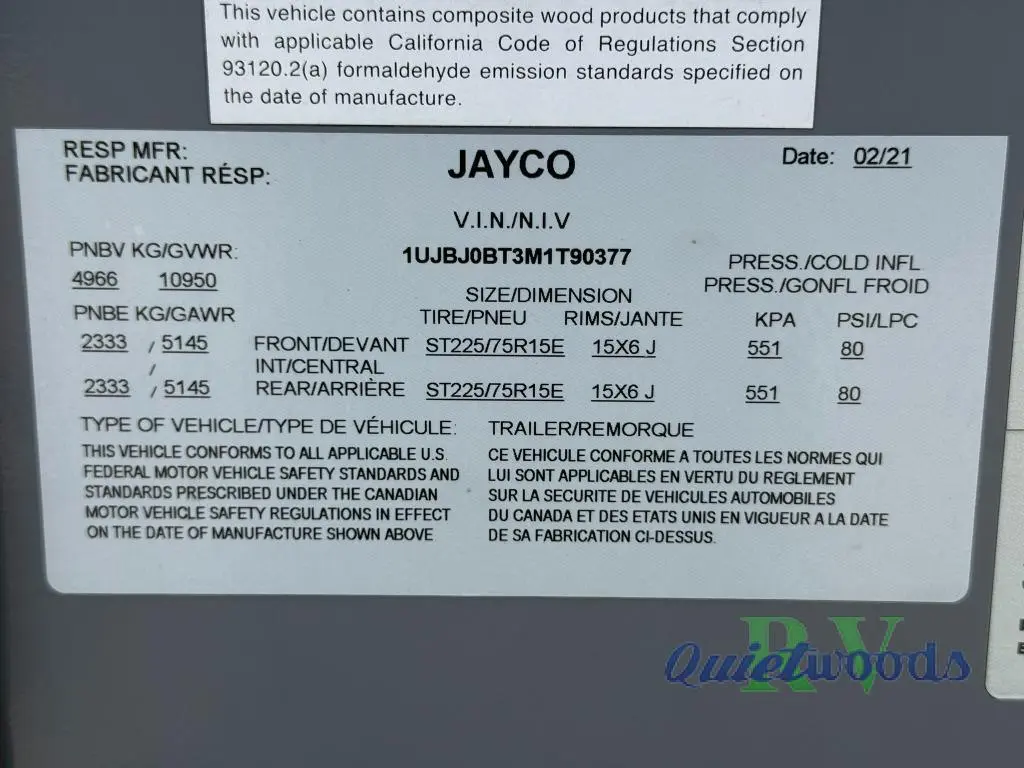 This vehicle contains composite wood products that comply
with applicable California Code of Regulations Section
93120.2(a) formaldehyde emission standards specified on
the date of manufacture.
RESP MFR:
FABRICANT RÉSP:
JAYCO
Date: 02/21
V.I.N./N.I.V
1UJBJ0BT3M1T90377
PNBV KG/GVWR:
4966 10950
PRESS./COLD INFL
PRESS./GONFL FROID
SIZE/DIMENSION
PNBE KG/GAWR TIRE/PNEU RIMS/JANTE KPA PSI/LPC
2333 / 5145 FRONT/DEVANT ST225/75R15E 15X6 J 551 80
/ INT/CENTRAL
2333 / 5145 REAR/ARRIÈRE ST225/75R15E 15X6 J 551 80
TYPE OF VEHICLE/TYPE DE VÉHICULE: TRAILER/REMORQUE
THIS VEHICLE CONFORMS TO ALL APPLICABLE U.S.
FEDERAL MOTOR VEHICLE SAFETY STANDARDS AND
STANDARDS PRESCRIBED UNDER THE CANADIAN
MOTOR VEHICLE SAFETY REGULATIONS IN EFFECT
ON THE DATE OF MANUFACTURE SHOWN ABOVE
CE VEHICULE CONFORME A TOUTES LES NORMES QUI
LUI SONT APPLICABLES EN VERTU DU REGLEMENT
SUR LA SECURITE DE VEHICULES AUTOMOBILES
DU CANADA ET DES ETATS UNIS EN VIGUEUR A LA DATE
DE SA FABRICATION CI-DESSUS.
Quietwoods RV